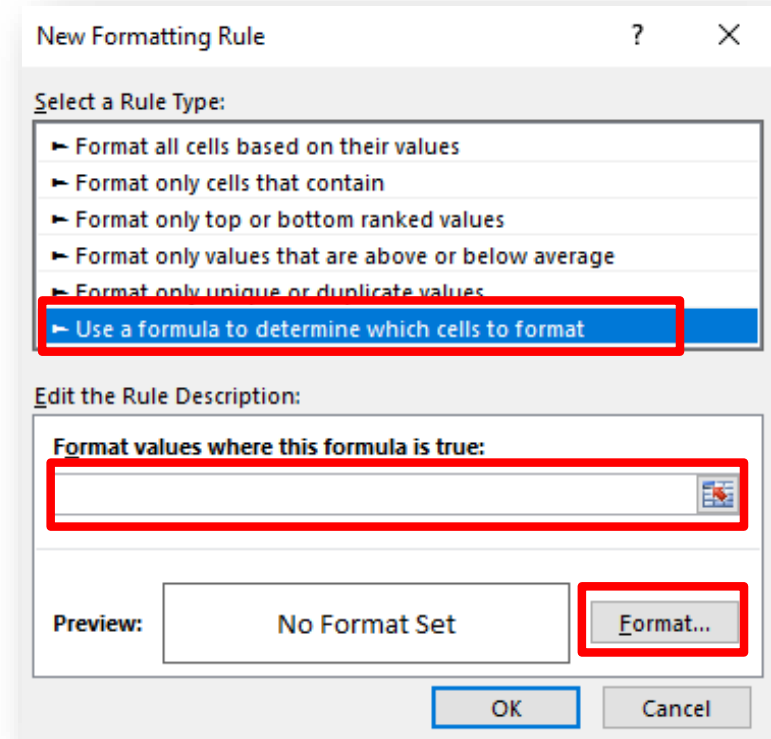 New Formatting Rule ?
Select a Rule Type:
► Format all cells based on their values
► Format only cells that contain
► Format only top or bottom ranked values
► Format only values that are above or below average
► Format only unique or duplicate values
► Use a formula to determine which cells to format
Edit the Rule Description:
Format values where this formula is true:
Preview: No Format Set Format...
OK Cancel